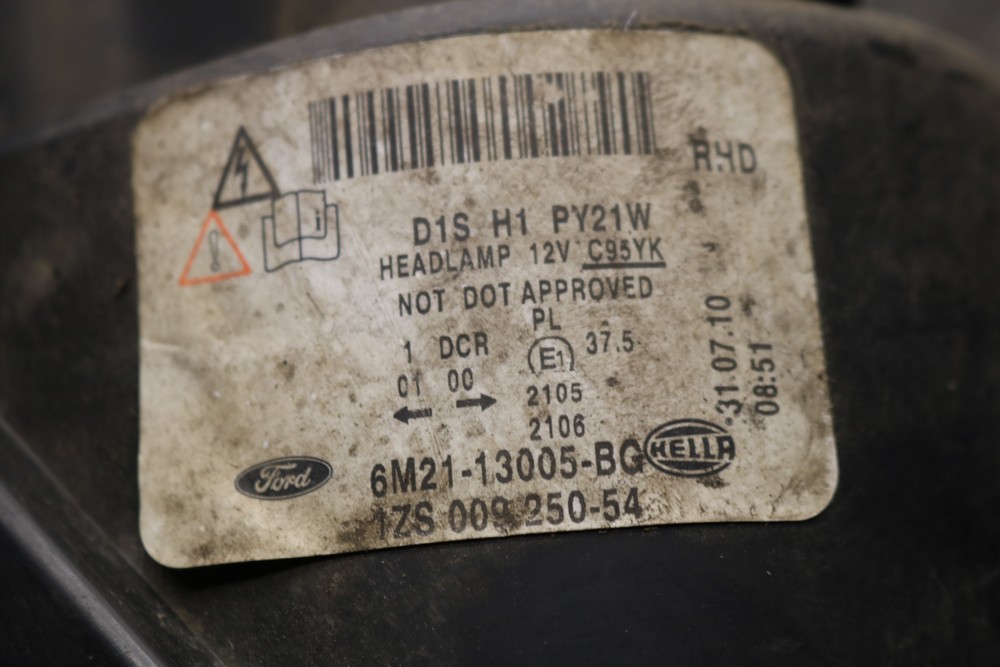 RHD
D1S H1 PY21W
HEADLAMP 12V C95YK
NOT DOT APPROVED
PL
1 DCR E1 37.5
01 00 2105
2106
31.07.10
08:51
Ford 6M21-13005-BG HELLA
1ZS 009 250-54